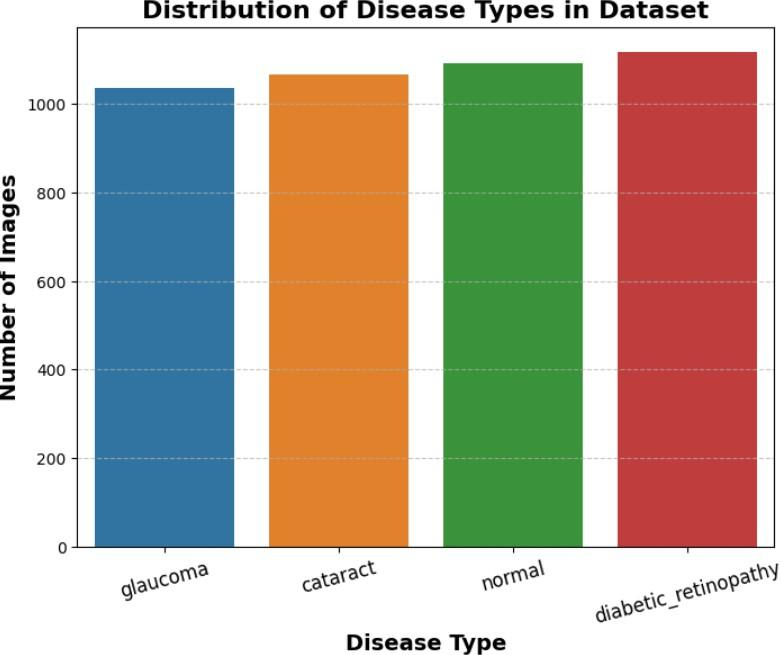 Distribution of Disease Types in Dataset
Number of Images
1000
800
600
400
200
0
glaucoma
cataract
normal
diabetic_retinopathy
Disease Type